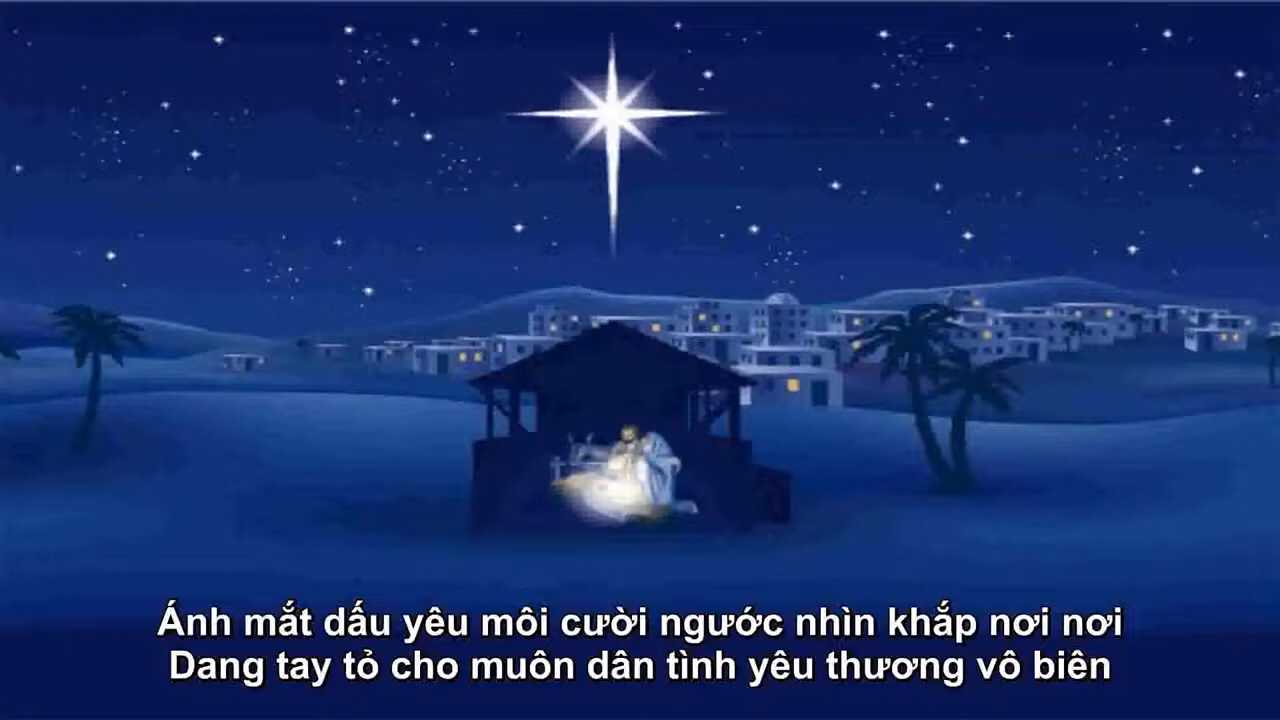 Ánh mắt dấu yêu môi cười ngước nhìn khắp nơi nơi
Dang tay tỏ cho muôn dân tình yêu thương vô biên